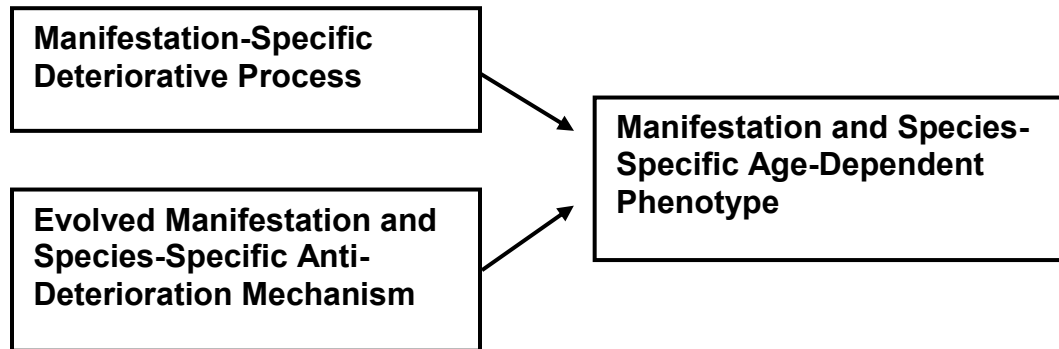 Manifestation-Specific
Deteriorative Process
Manifestation and Species-
Specific Age-Dependent
Phenotype
Evolved Manifestation and
Species-Specific Anti-
Deterioration Mechanism